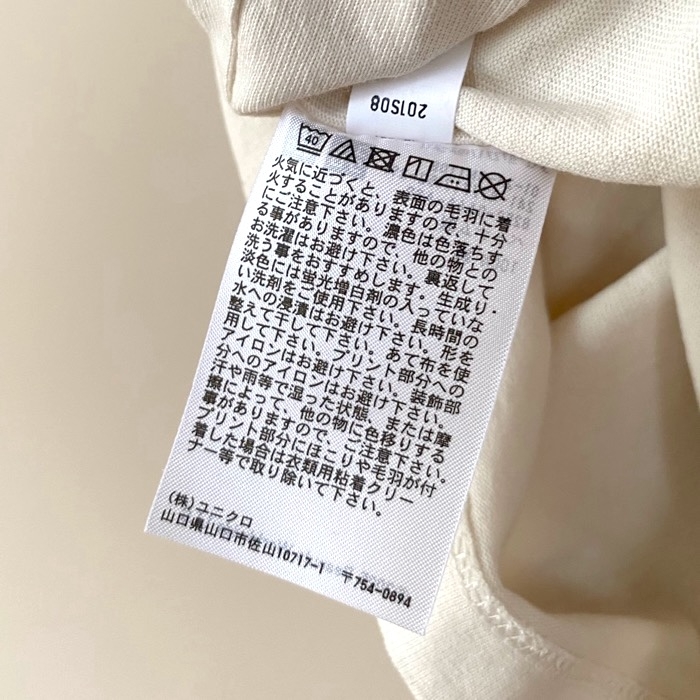 201S08
40
火気に近づくと、表面の毛羽に着
火することがありますので、十分
にご注意下さい。濃色は色落ちす
る事がありますので、他の物との
お洗濯はお避け下さい。裏返して
洗う事をおすすめします。生成り・
淡色には蛍光増白剤の入っていな
い洗剤をご使用下さい。長時間の
水への浸漬はお避け下さい。形を
整えて干して下さい。あて布を使
用して下さい。プリント部分への
アイロンはお避け下さい。装飾部
分へのアイロンはお避け下さい。
汗や雨等で湿った状態、または摩
擦によって、他の物に色移りする
事がありますので、ご注意下さい。
プリント部分にほこりや毛羽が付
着した場合は衣類用粘着クリー
ナー等で取り除いて下さい。
(株)ユニクロ
山口県山口市佐山10717-1 〒754-0894